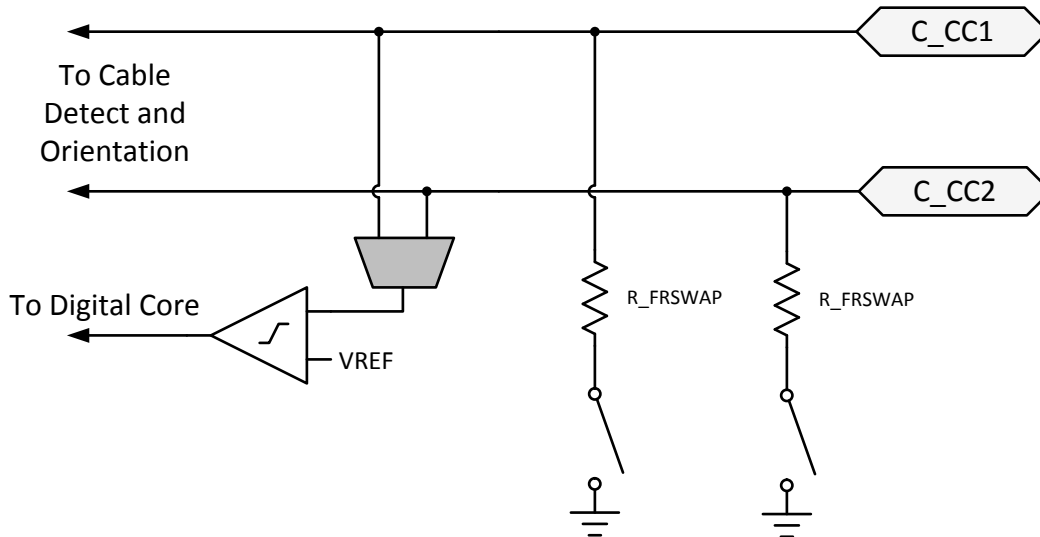 C_CC1
To Cable
Detect and
Orientation
C_CC2
R_FRSWAP
R_FRSWAP
To Digital Core
VREF